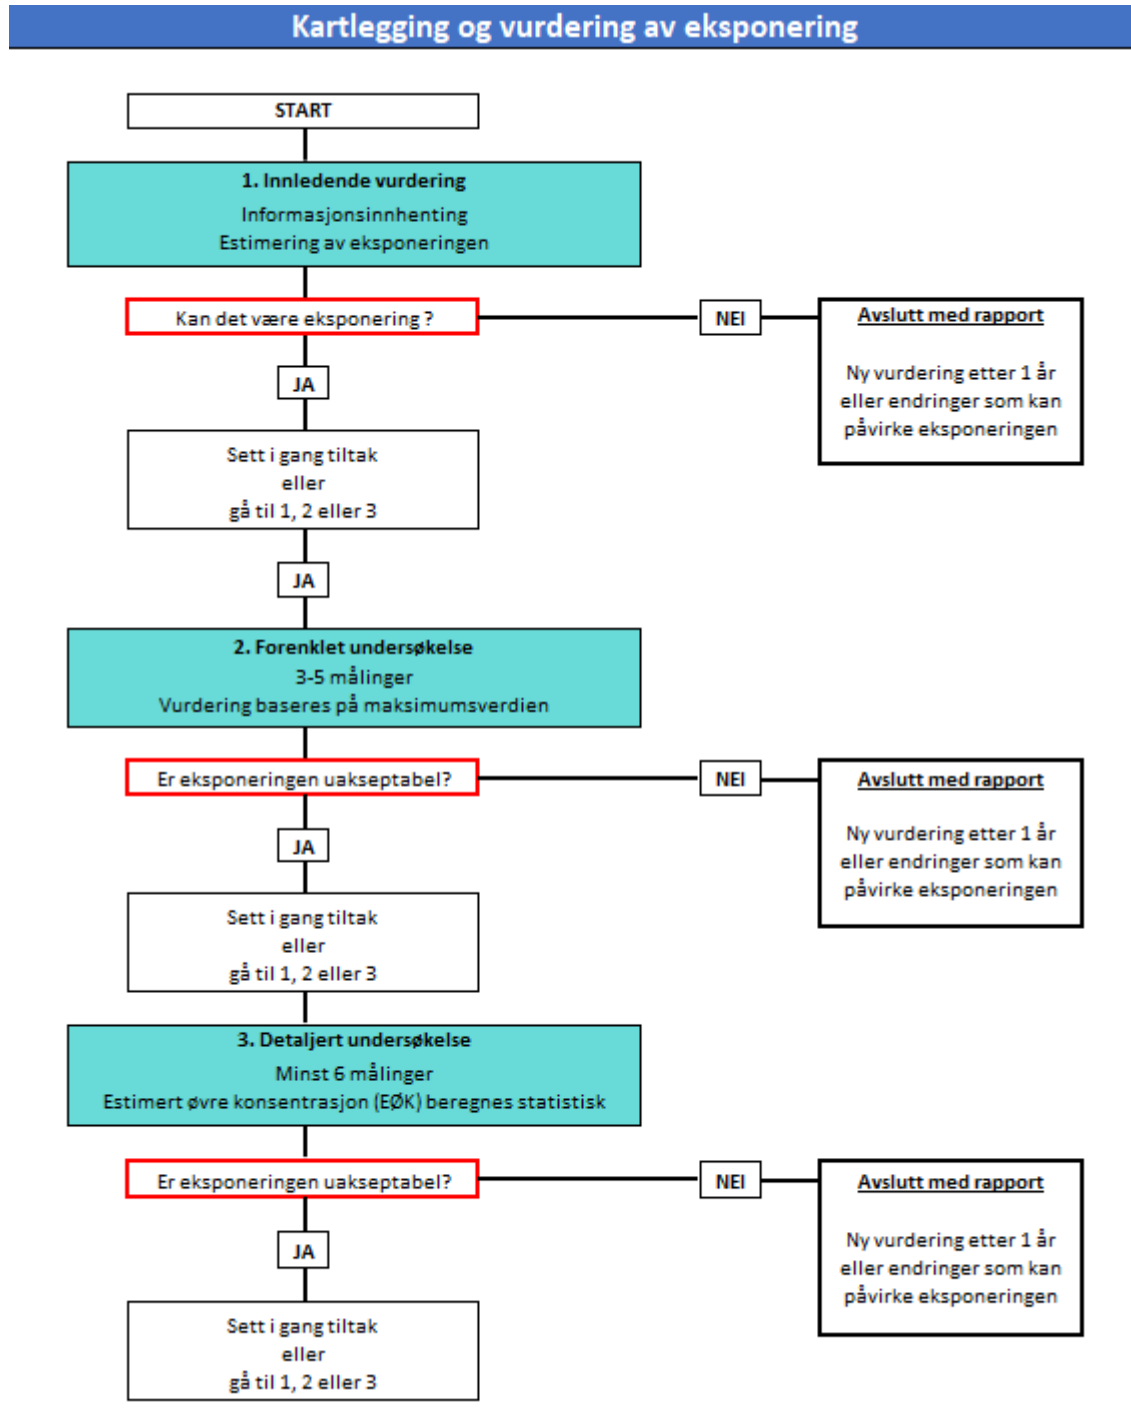 Kartlegging og vurdering av eksponering
START
1. Innledende vurdering
Informasjonsinnhenting
Estimering av eksponeringen
Kan det være eksponering ?
NEI
Avslutt med rapport
Ny vurdering etter 1 år
eller endringer som kan
påvirke eksponeringen
JA
Sett i gang tiltak
eller
gå til 1, 2 eller 3
JA
2. Forenklet undersøkelse
3-5 målinger
Vurdering baseres på maksimumsverdien
Er eksponeringen uakseptabel?
NEI
Avslutt med rapport
Ny vurdering etter 1 år
eller endringer som kan
påvirke eksponeringen
JA
Sett i gang tiltak
eller
gå til 1, 2 eller 3
3. Detaljert undersøkelse
Minst 6 målinger
Estimert øvre konsentrasjon (EØK) beregnes statistisk
Er eksponeringen uakseptabel?
NEI
Avslutt med rapport
Ny vurdering etter 1 år
eller endringer som kan
påvirke eksponeringen
JA
Sett i gang tiltak
eller
gå til 1, 2 eller 3